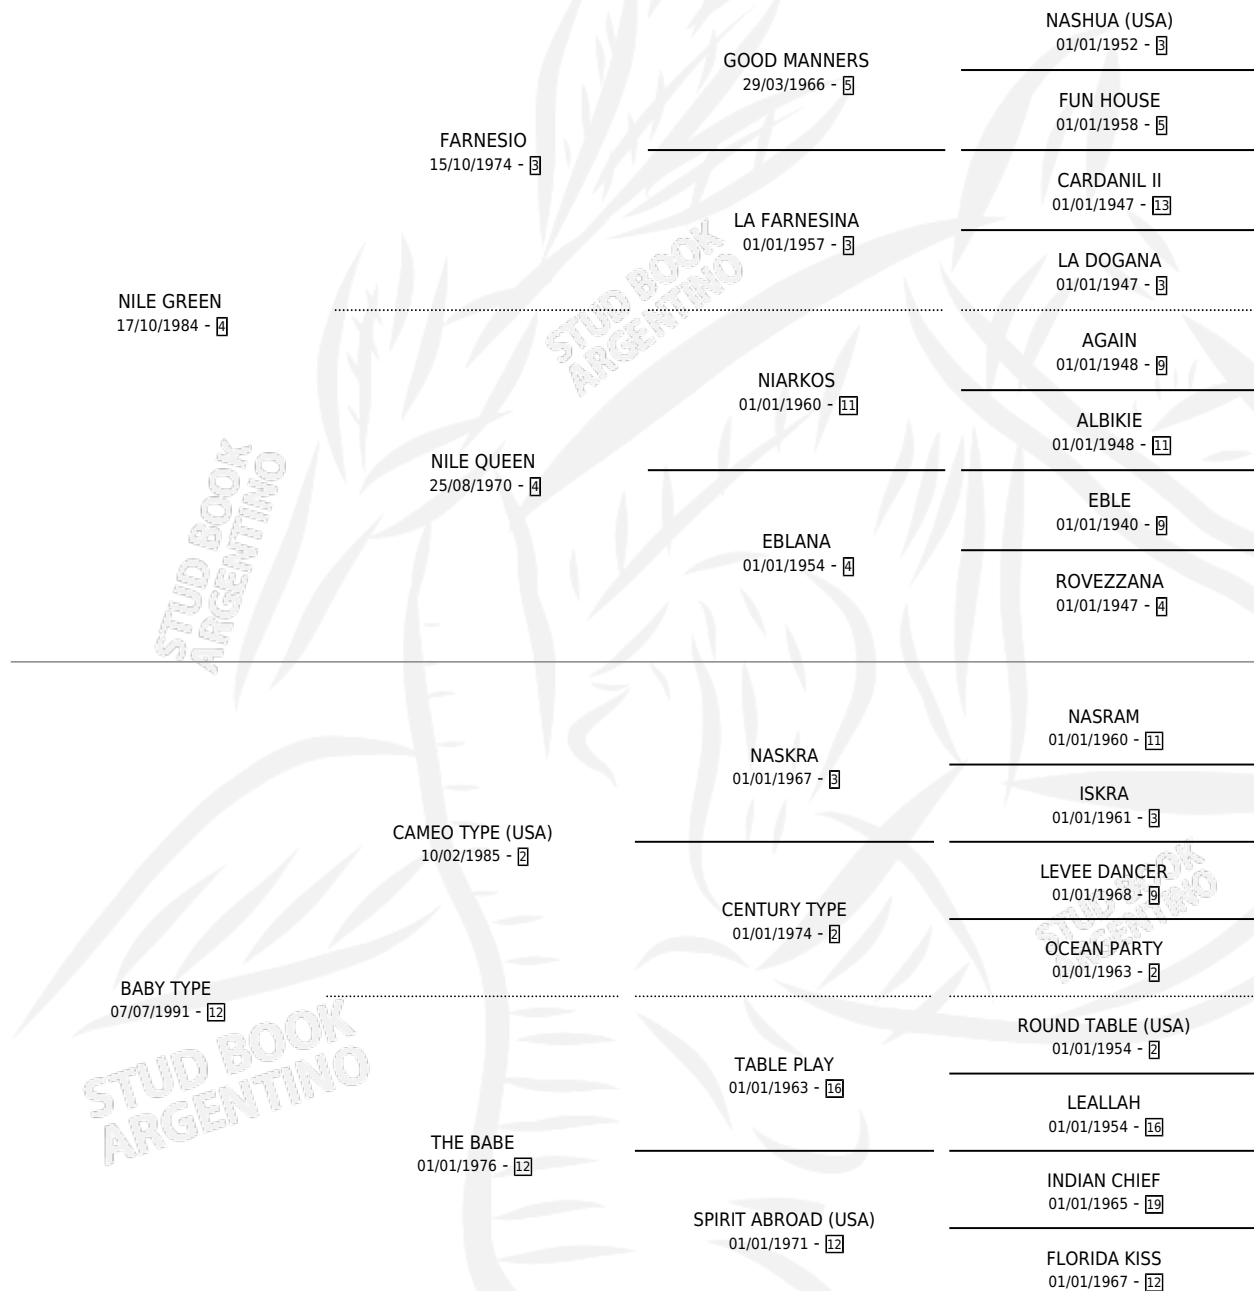 NASHUA (USA)
01/01/1952 - 3
GOOD MANNERS
29/03/1966 - 5
FUN HOUSE
01/01/1958 - 5
FARNESIO
15/10/1974 - 3
CARDANIL II
01/01/1947 - 13
LA FARNESINA
01/01/1957 - 3
LA DOGANA
01/01/1947 - 3
NILE GREEN
17/10/1984 - 4
AGAIN
01/01/1948 - 9
NIARKOS
01/01/1960 - 11
ALBIKIE
01/01/1948 - 11
NILE QUEEN
25/08/1970 - 4
EBLE
01/01/1940 - 9
EBLANA
01/01/1954 - 4
ROVEZZANA
01/01/1947 - 4
STUD BOOK
ARGENTINO
STUD BOOK
ARGENTINO
NASRAM
01/01/1960 - 11
NASKRA
01/01/1967 - 3
ISKRA
01/01/1961 - 3
CAMEO TYPE (USA)
10/02/1985 - 2
LEVEE DANCER
01/01/1968 - 9
CENTURY TYPE
01/01/1974 - 2
OCEAN PARTY
01/01/1963 - 2
STUD BOOK
ARGENTINO
BABY TYPE
07/07/1991 - 12
ROUND TABLE (USA)
01/01/1954 - 2
TABLE PLAY
01/01/1963 - 16
LEALLAH
01/01/1954 - 16
THE BABE
01/01/1976 - 12
INDIAN CHIEF
01/01/1965 - 19
SPIRIT ABROAD (USA)
01/01/1971 - 12
FLORIDA KISS
01/01/1967 - 12
STUD BOOK
ARGENTINO